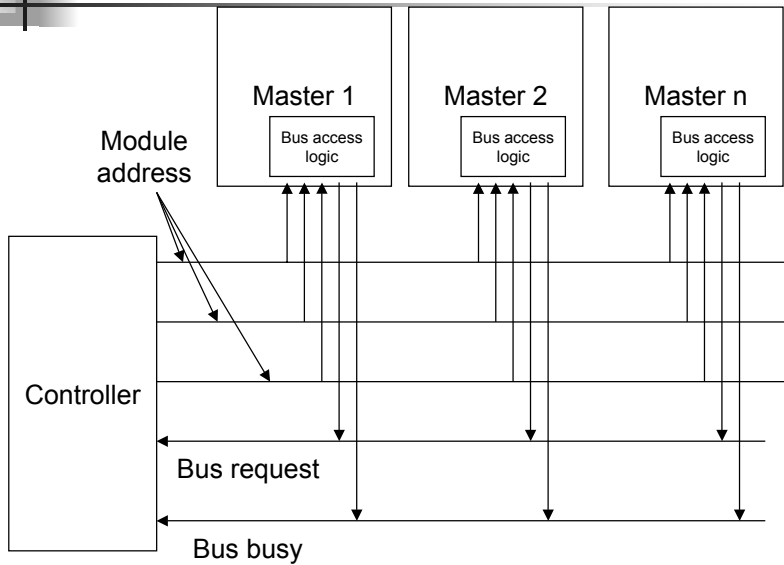 Master 1
Master 2
Master n
Bus access
logic
Bus access
logic
Bus access
logic
Module
address
Controller
Bus request
Bus busy